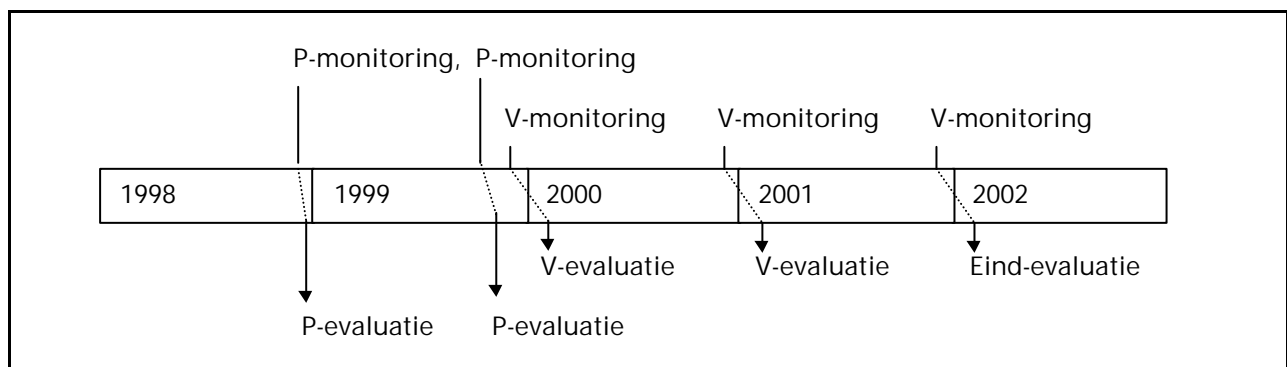 P-monitoring, P-monitoring
V-monitoring V-monitoring V-monitoring
1998 1999 2000 2001 2002
V-evaluatie V-evaluatie Eind-evaluatie
P-evaluatie P-evaluatie